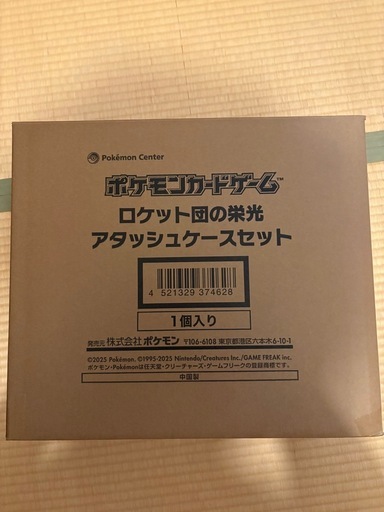 Pokémon Center
ポケモンカードゲーム™
ロケット団の栄光
アタッシュケースセット
4 521329 374628
1個入り
発売元 株式会社ポケモン 〒106-6108 東京都港区六本木6-10-1
©2025 Pokémon. ©1995-2025 Nintendo/Creatures Inc./GAME FREAK inc.
ポケモン・Pokémonは任天堂・クリーチャーズ・ゲームフリークの登録商標です。
中国製